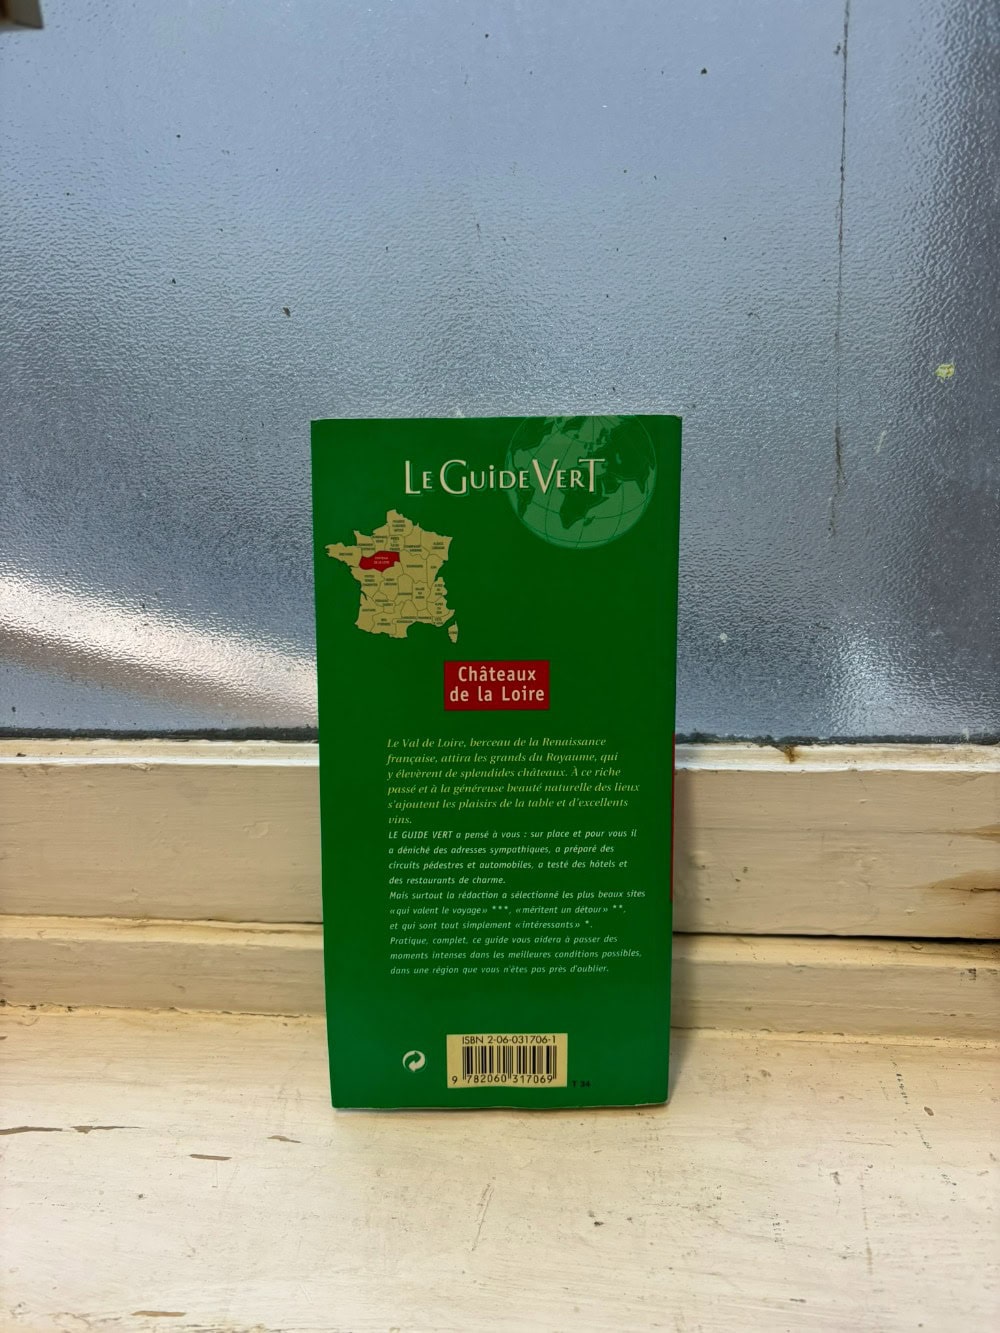 LE GUIDE VERT
CHÂTEAUX
DE LA LOIRE
Châteaux
de la Loire
Le Val de Loire, berceau de la Renaissance
française, attira les grands du Royaume, qui
y élevèrent de splendides châteaux. À ce riche
passé et à la généreuse beauté naturelle des lieux
s'ajoutent les plaisirs de la table et d'excellents
vins.
LE GUIDE VERT a pensé à vous : sur place et pour vous il
a déniché des adresses sympathiques, a préparé des
circuits pédestres et automobiles, a testé des hôtels et
des restaurants de charme.
Mais surtout la rédaction a sélectionné les plus beaux sites
«qui valent le voyage» ***, «méritent un détour» **,
et qui sont tout simplement «intéressants» *.
Pratique, complet, ce guide vous aidera à passer des
moments intenses dans les meilleures conditions possibles,
dans une région que vous n'êtes pas près d'oublier.
ISBN 2-06-031706-1
9 782060 317069
T 34